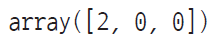 array([2, 0, 0])